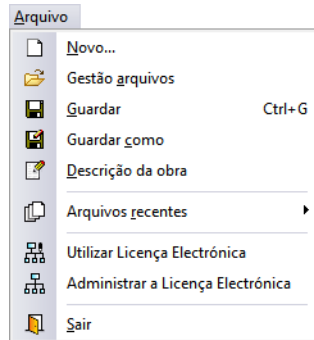 Arquivo
Novo...
Gestão arquivos
Guardar Ctrl+G
Guardar como
Descrição da obra
Arquivos recentes
Utilizar Licença Electrónica
Administrar a Licença Electrónica
Sair